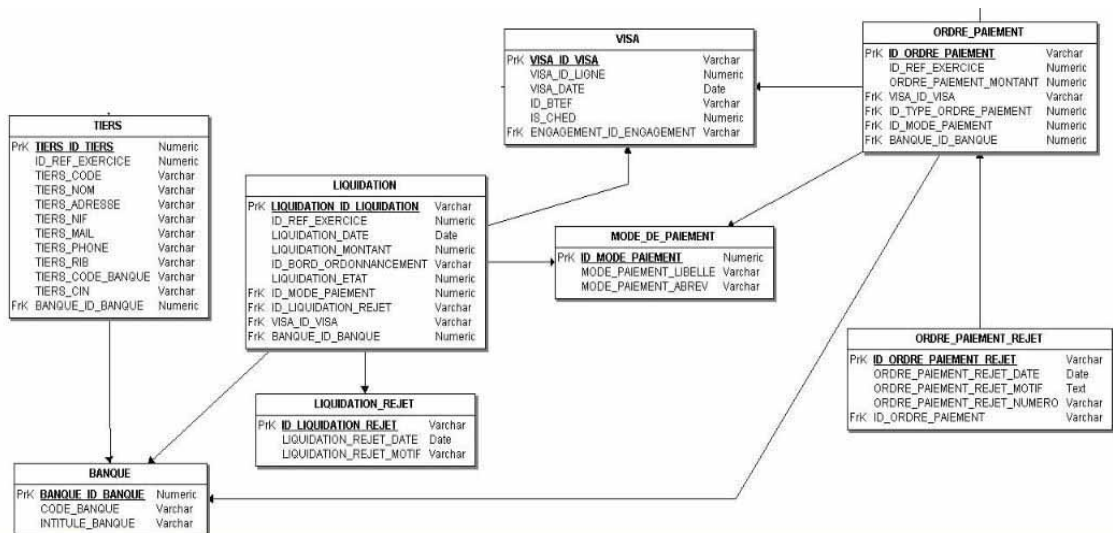 VISA
PrK VISA_ID_VISA Varchar
VISA_ID_LIGNE Numeric
VISA_DATE Date
ID_BTEF Varchar
IS_CHED Numeric
FrK ENGAGEMENT_ID_ENGAGEMENT Varchar
ORDRE_PAIEMENT
PrK ID_ORDRE_PAIEMENT Varchar
ID_REF_EXERCICE Numeric
ORDRE_PAIEMENT_MONTANT Numeric
FrK VISA_ID_VISA Varchar
FrK ID_TYPE_ORDRE_PAIEMENT Numeric
FrK ID_MODE_PAIEMENT Numeric
FrK BANQUE_ID_BANQUE Numeric
TIERS
PrK TIERS_ID_TIERS Numeric
ID_REF_EXERCICE Numeric
TIERS_CODE Varchar
TIERS_NOM Varchar
TIERS_ADRESSE Varchar
TIERS_NIF Varchar
TIERS_MAIL Varchar
TIERS_PHONE Varchar
TIERS_RIB Varchar
TIERS_CODE_BANQUE Varchar
TIERS_CIN Varchar
FrK BANQUE_ID_BANQUE Numeric
LIQUIDATION
PrK LIQUIDATION_ID_LIQUIDATION Varchar
ID_REF_EXERCICE Numeric
LIQUIDATION_DATE Date
LIQUIDATION_MONTANT Numeric
ID_BORD_ORDONNANCEMENT Varchar
LIQUIDATION_ETAT Numeric
FrK ID_MODE_PAIEMENT Numeric
FrK ID_LIQUIDATION_REJET Varchar
FrK VISA_ID_VISA Varchar
FrK BANQUE_ID_BANQUE Numeric
MODE_DE_PAIEMENT
PrK ID_MODE_PAIEMENT Numeric
MODE_PAIEMENT_LIBELLE Varchar
MODE_PAIEMENT_ABREV Varchar
ORDRE_PAIEMENT_REJET
PrK ID_ORDRE_PAIEMENT_REJET Varchar
ORDRE_PAIEMENT_REJET_DATE Date
ORDRE_PAIEMENT_REJET_MOTIF Text
ORDRE_PAIEMENT_REJET_NUMERO Varchar
FrK ID_ORDRE_PAIEMENT Varchar
LIQUIDATION_REJET
PrK ID_LIQUIDATION_REJET Varchar
LIQUIDATION_REJET_DATE Date
LIQUIDATION_REJET_MOTIF Varchar
BANQUE
PrK BANQUE_ID_BANQUE Numeric
CODE_BANQUE Varchar
INTITULE_BANQUE Varchar